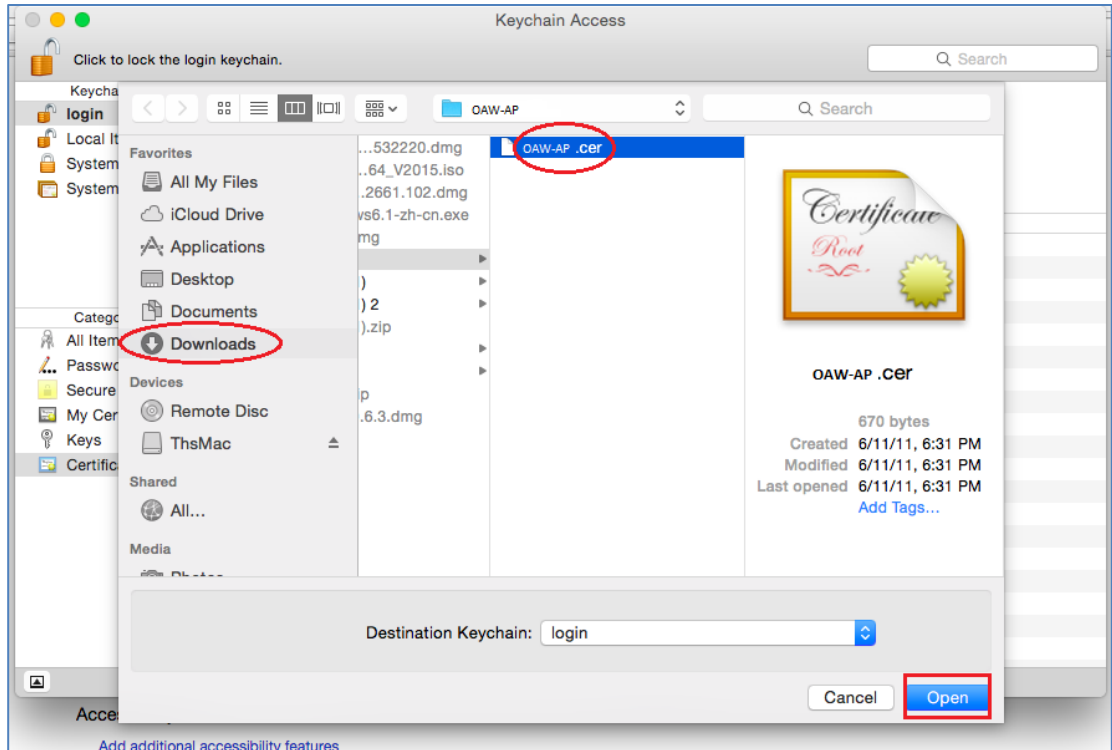 Keychain Access
Click to lock the login keychain.
Search
Keycha
login
Local It
System
System
Catego
All Item
Passwo
Secure
My Cer
Keys
Certific
OAW-AP
Search
Favorites
All My Files
iCloud Drive
Applications
Desktop
Documents
Downloads
Devices
Remote Disc
ThsMac
Shared
All...
Media
Photos
...532220.dmg
..64_V2015.iso
.2661.102.dmg
vs6.1-zh-cn.exe
mg
)
) 2
).zip
ip
.6.3.dmg
OAW-AP .cer
Certificate
Root
OAW-AP .cer
670 bytes
Created 6/11/11, 6:31 PM
Modified 6/11/11, 6:31 PM
Last opened 6/11/11, 6:31 PM
Add Tags...
Destination Keychain: login
Cancel
Open
Acce
Add additional accessibility features